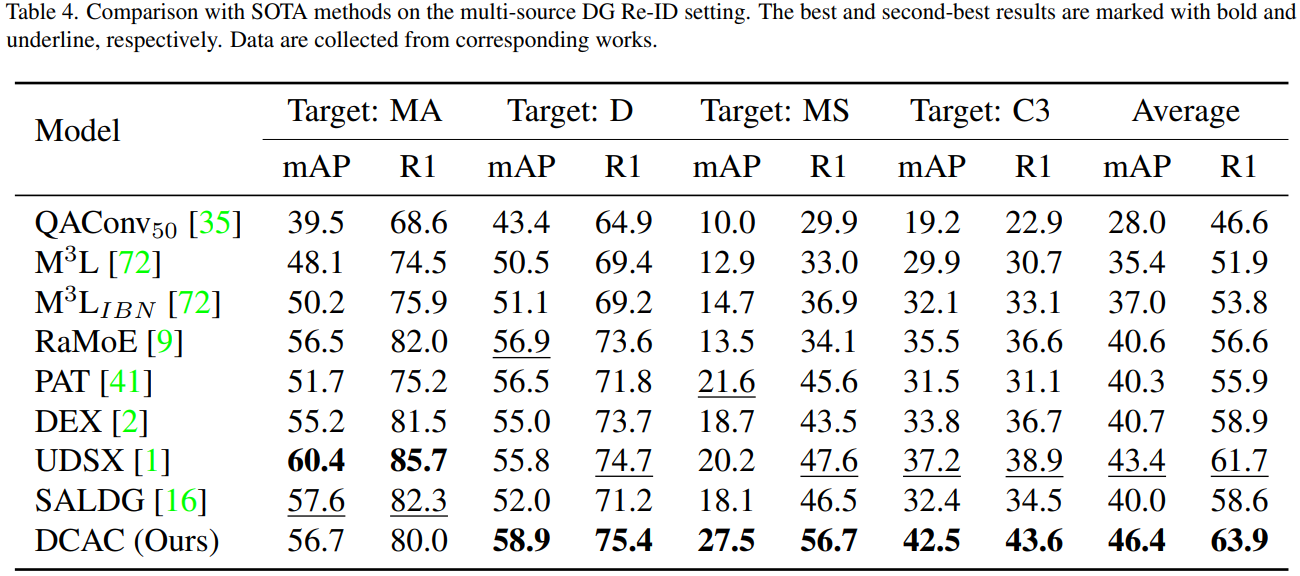 Table 4. Comparison with SOTA methods on the multi-source DG Re-ID setting. The best and second-best results are marked with bold and
underline, respectively. Data are collected from corresponding works.
Model Target: MA Target: D Target: MS Target: C3 Average
mAP R1 mAP R1 mAP R1 mAP R1 mAP R1
QAConv₅₀ [35] 39.5 68.6 43.4 64.9 10.0 29.9 19.2 22.9 28.0 46.6
M³L [72] 48.1 74.5 50.5 69.4 12.9 33.0 29.9 30.7 35.4 51.9
M³L_IBN [72] 50.2 75.9 51.1 69.2 14.7 36.9 32.1 33.1 37.0 53.8
RaMoE [9] 56.5 82.0 56.9 73.6 13.5 34.1 35.5 36.6 40.6 56.6
PAT [41] 51.7 75.2 56.5 71.8 21.6 45.6 31.5 31.1 40.3 55.9
DEX [2] 55.2 81.5 55.0 73.7 18.7 43.5 33.8 36.7 40.7 58.9
UDSX [1] 60.4 85.7 55.8 74.7 20.2 47.6 37.2 38.9 43.4 61.7
SALDG [16] 57.6 82.3 52.0 71.2 18.1 46.5 32.4 34.5 40.0 58.6
DCAC (Ours) 56.7 80.0 58.9 75.4 27.5 56.7 42.5 43.6 46.4 63.9